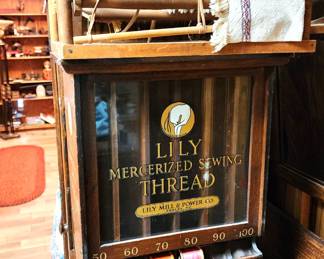 LILY
MERCERIZED SEWING
THREAD
LILY MILL & POWER CO.
50 60 70 80 90 100